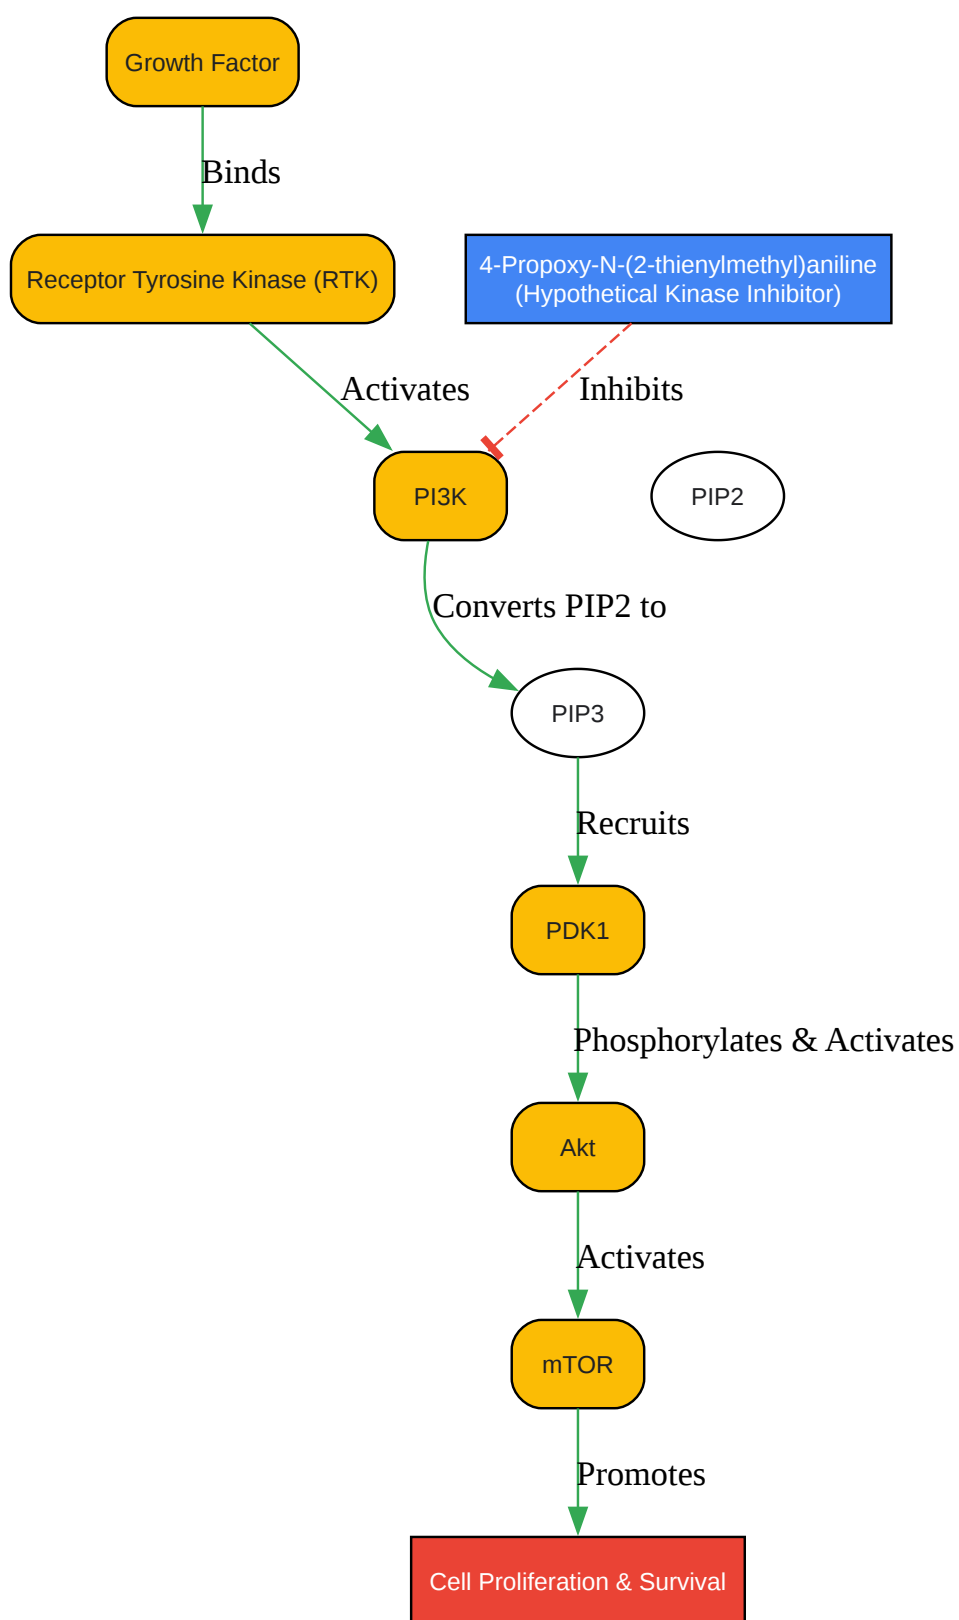 Growth Factor
Binds
Receptor Tyrosine Kinase (RTK)
4-Propoxy-N-(2-thienylmethyl)aniline
(Hypothetical Kinase Inhibitor)
Activates
Inhibits
PI3K
PIP2
Converts PIP2 to
PIP3
Recruits
PDK1
Phosphorylates & Activates
Akt
Activates
mTOR
Promotes
Cell Proliferation & Survival